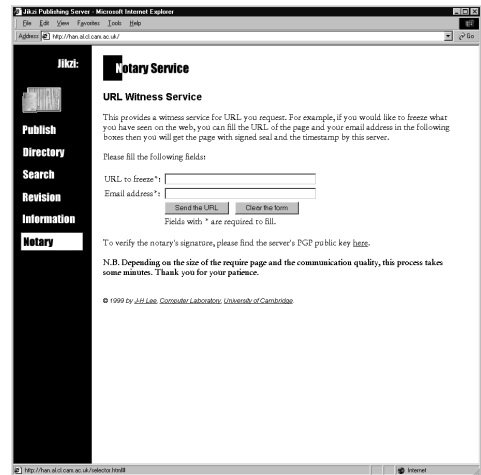 Jikzi Publishing Server - Microsoft Internet Explorer
File Edit View Favorites Tools Help
Address http://han.al.cl.cam.ac.uk/ Go
Jikzi:
Notary Service
URL Witness Service
This provides a witness service for URL you request. For example, if you would like to freeze what
you have seen on the web, you can fill the URL of the page and your email address in the following
boxes then you will get the page with signed seal and the timestamp by this server.
Please fill the following fields:
URL to freeze*:
Email address*:
Send the URL Clear the form
Fields with * are required to fill.
To verify the notary's signature, please find the server's PGP public key here.
N.B. Depending on the size of the require page and the communication quality, this process takes
some minutes. Thank you for your patience.
© 1999 by J-H Lee, Computer Laboratory, University of Cambridge.
Publish
Directory
Search
Revision
Information
Notary
http://han.al.cl.cam.ac.uk/selector.html# Internet